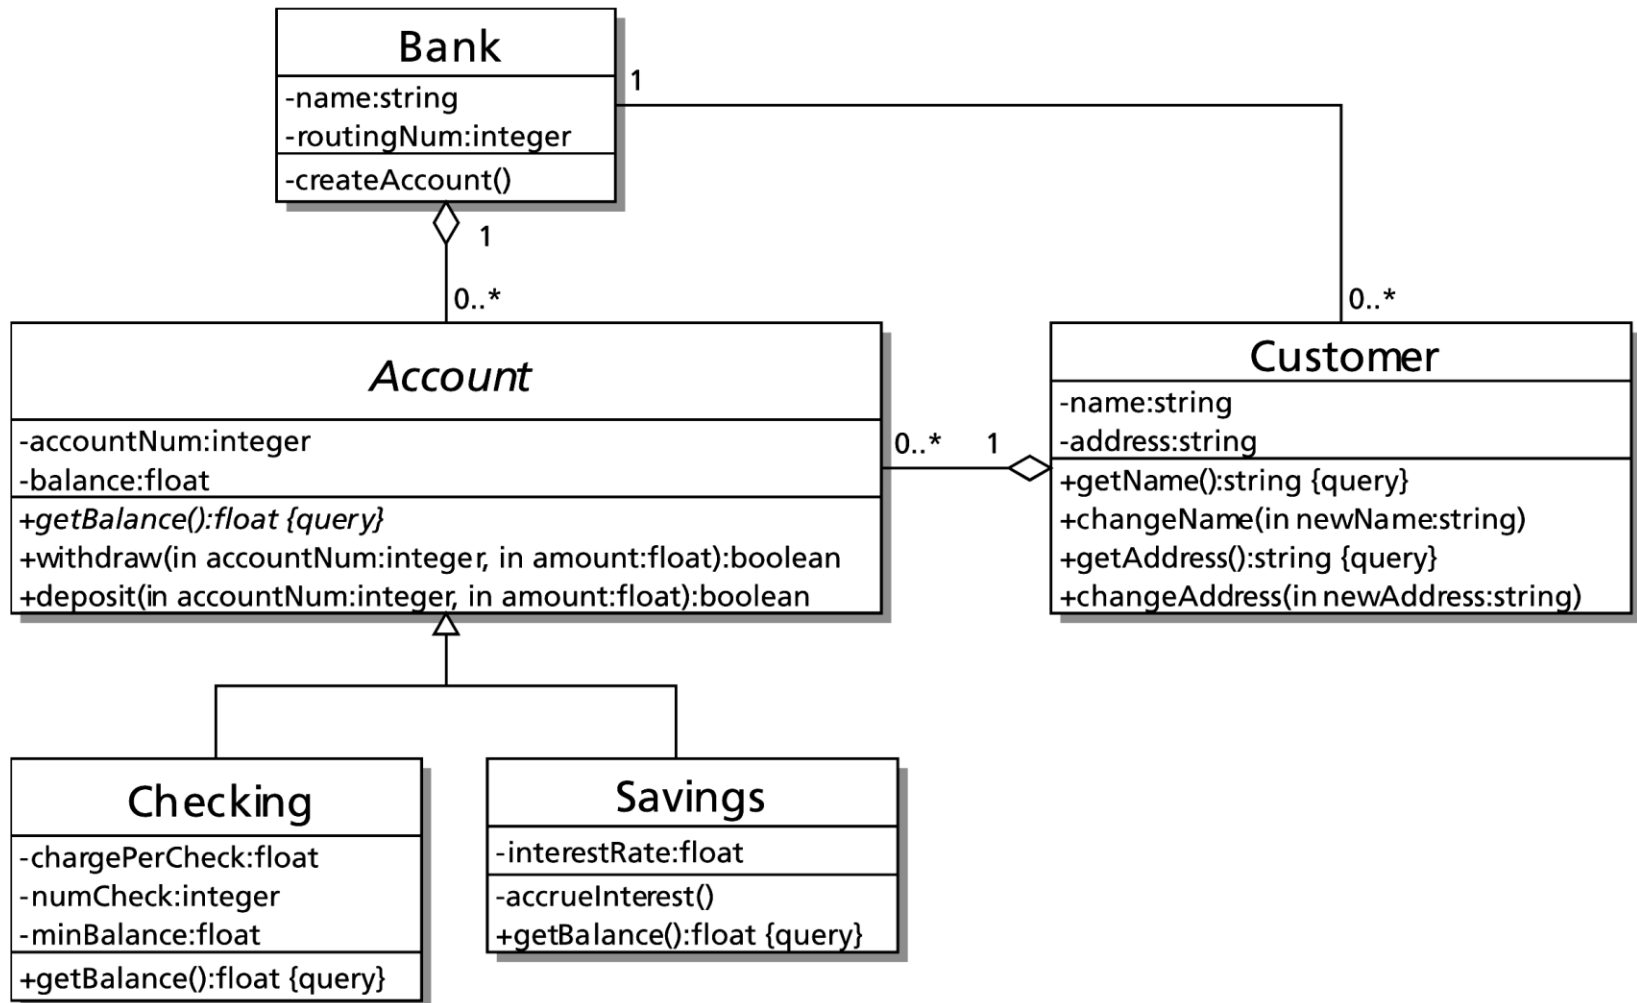 Bank
-name:string
-routingNum:integer
-createAccount()
1
1
0..*
0..*
Account
-accountNum:integer
-balance:float
+getBalance():float {query}
+withdraw(in accountNum:integer, in amount:float):boolean
+deposit(in accountNum:integer, in amount:float):boolean
0..* 1
Customer
-name:string
-address:string
+getName():string {query}
+changeName(in newName:string)
+getAddress():string {query}
+changeAddress(in newAddress:string)
Checking
-chargePerCheck:float
-numCheck:integer
-minBalance:float
+getBalance():float {query}
Savings
-interestRate:float
-accrueInterest()
+getBalance():float {query}